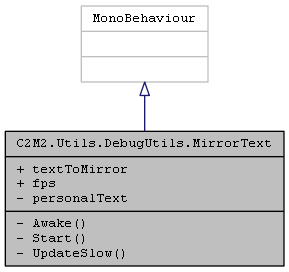 MonoBehaviour
C2M2.Utils.DebugUtils.MirrorText
+ textToMirror
+ fps
- personalText
- Awake()
- Start()
- UpdateSlow()